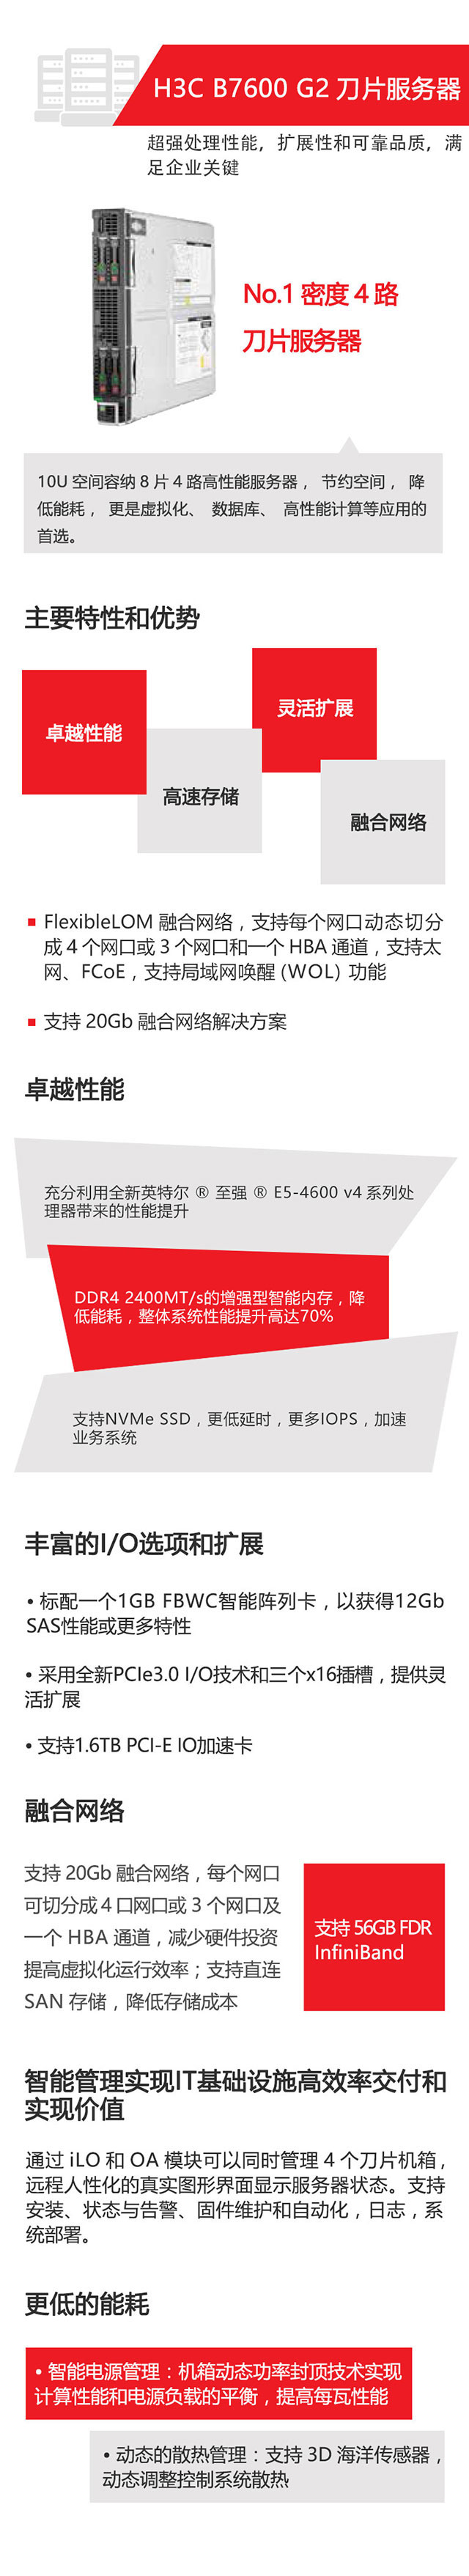 H3C B7600 G2 刀片服务器
超强处理性能，扩展性和可靠品质，满
足企业关键
No.1 密度 4 路
刀片服务器
10U 空间容纳 8 片 4 路高性能服务器， 节约空间， 降
低能耗， 更是虚拟化、 数据库、 高性能计算等应用的
首选。
主要特性和优势
灵活扩展
卓越性能
高速存储
融合网络
FlexibleLOM 融合网络，支持每个网口动态切分
成 4 个网口或 3 个网口和一个 HBA 通道，支持太
网、FCoE，支持局域网唤醒 (WOL) 功能
支持 20Gb 融合网络解决方案
卓越性能
充分利用全新英特尔 ® 至强 ® E5-4600 v4 系列处
理器带来的性能提升
DDR4 2400MT/s的增强型智能内存，降
低能耗，整体系统性能提升高达70%
支持NVMe SSD，更低延时，更多IOPS，加速
业务系统
丰富的I/O选项和扩展
• 标配一个1GB FBWC智能阵列卡，以获得12Gb
SAS性能或更多特性
• 采用全新PCIe3.0 I/O技术和三个x16插槽，提供灵
活扩展
• 支持1.6TB PCI-E IO加速卡
融合网络
支持 20Gb 融合网络，每个网口
可切分成 4 口网口或 3 个网口及
一个 HBA 通道，减少硬件投资
提高虚拟化运行效率；支持直连
SAN 存储，降低存储成本
支持 56GB FDR
InfiniBand
智能管理实现IT基础设施高效率交付和
实现价值
通过 iLO 和 OA 模块可以同时管理 4 个刀片机箱，
远程人性化的真实图形界面显示服务器状态。支持
安装、状态与告警、固件维护和自动化，日志，系
统部署。
更低的能耗
• 智能电源管理：机箱动态功率封顶技术实现
计算性能和电源负载的平衡，提高每瓦性能
• 动态的散热管理：支持 3D 海洋传感器，
动态调整控制系统散热